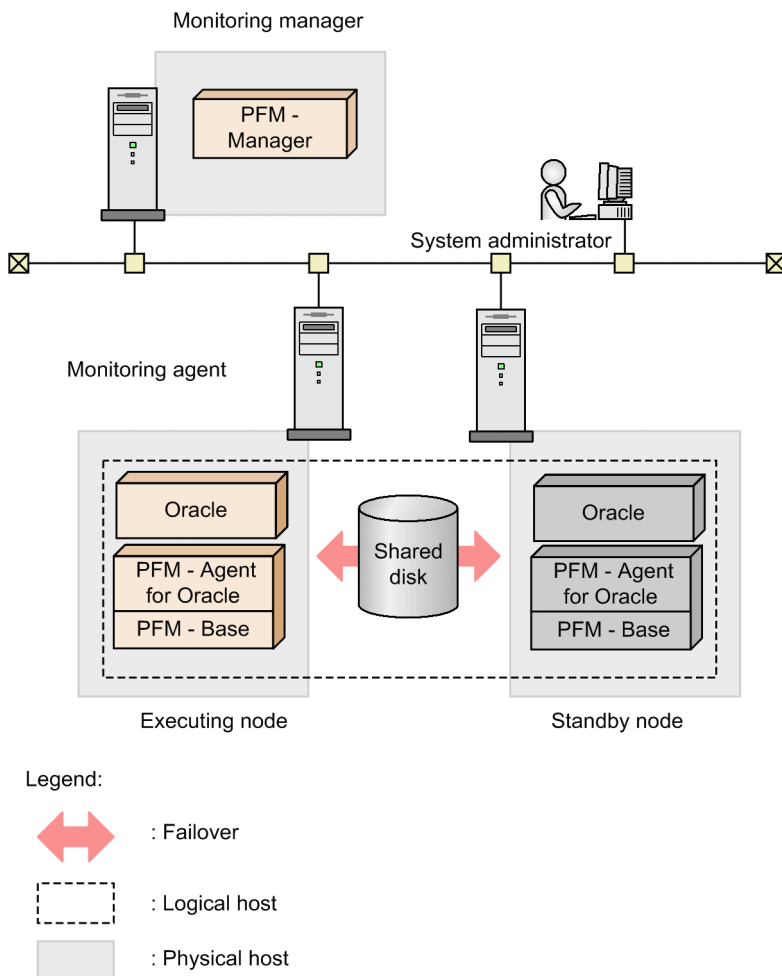 Monitoring manager
PFM -
Manager
System administrator
Monitoring agent
Oracle
PFM - Agent
for Oracle
PFM - Base
Shared
disk
Oracle
PFM - Agent
for Oracle
PFM - Base
Executing node
Standby node
Legend:
: Failover
: Logical host
: Physical host